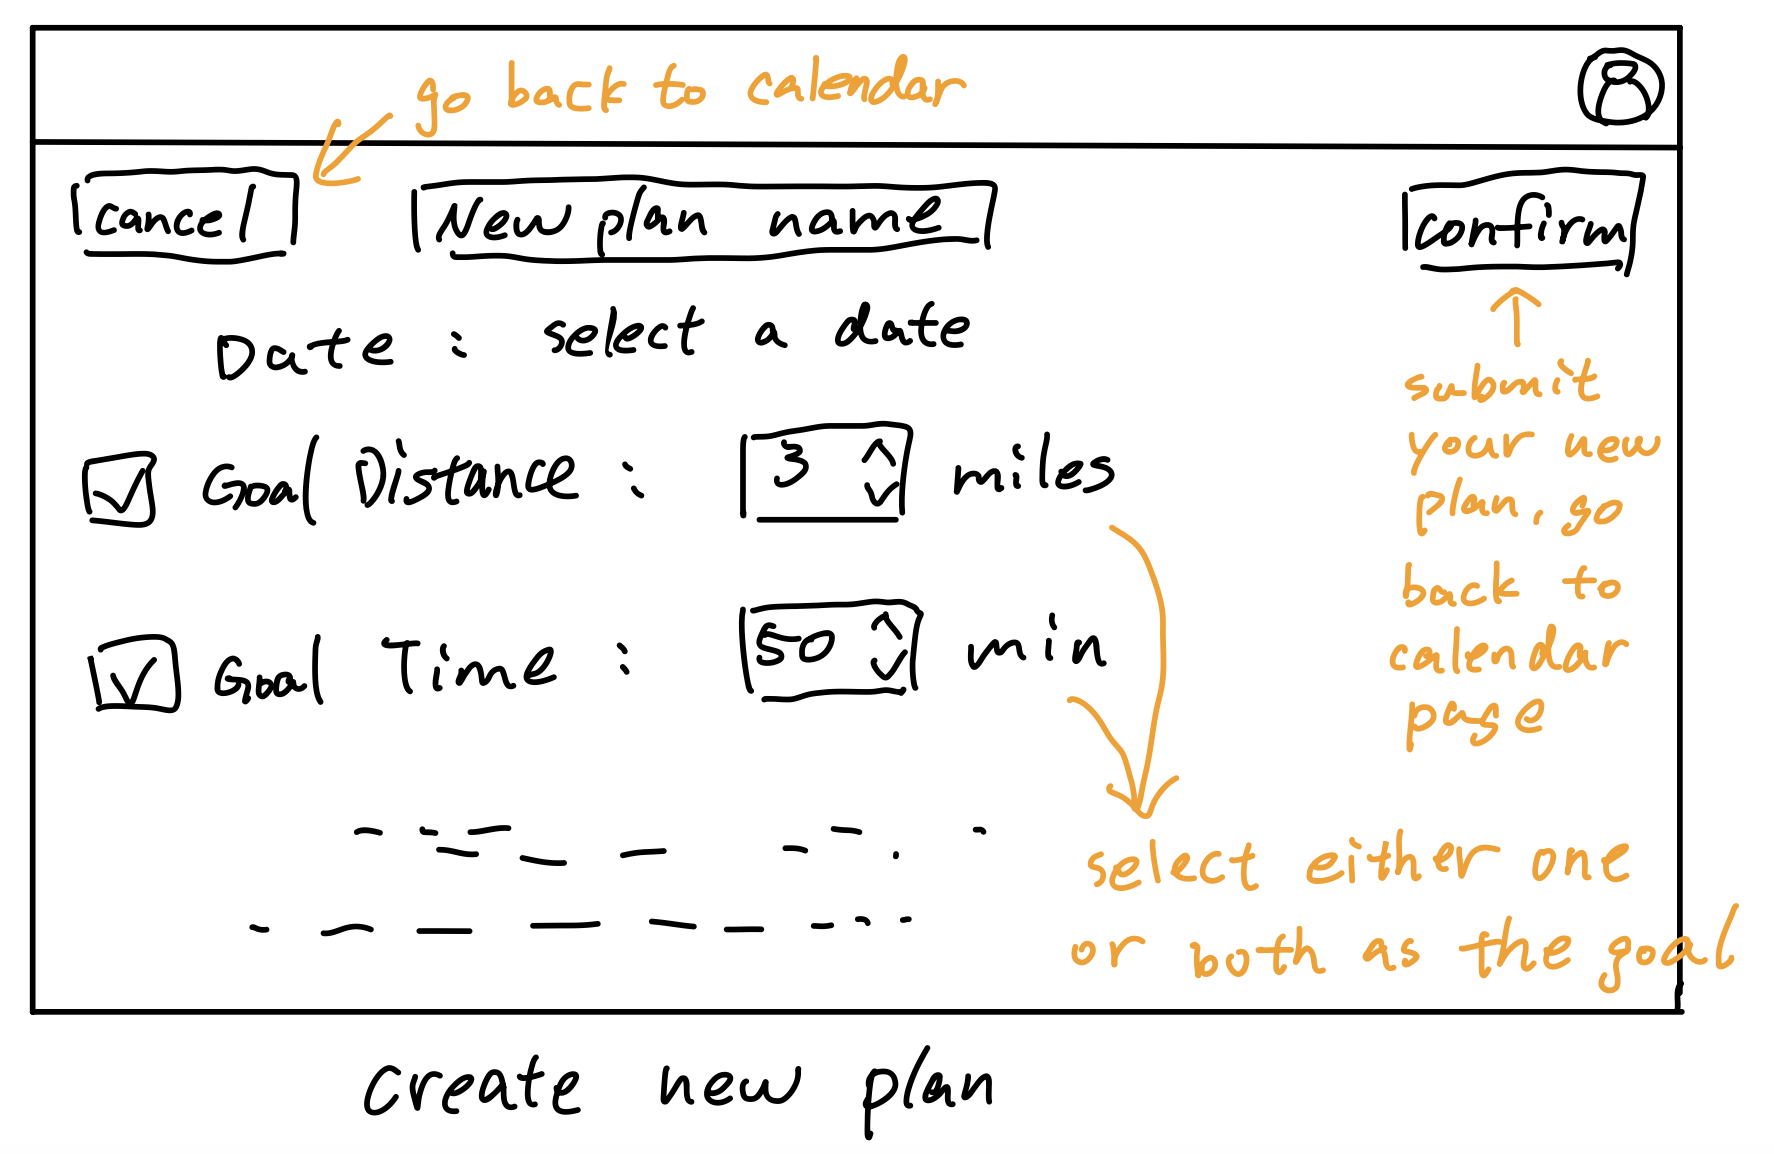 go back to calendar
cancel
New plan name
confirm
Date : select a date
Goal Distance : 3 miles
Goal Time : 50 min
submit
your new
plan, go
back to
calendar
page
select either one
or both as the goal
create new plan